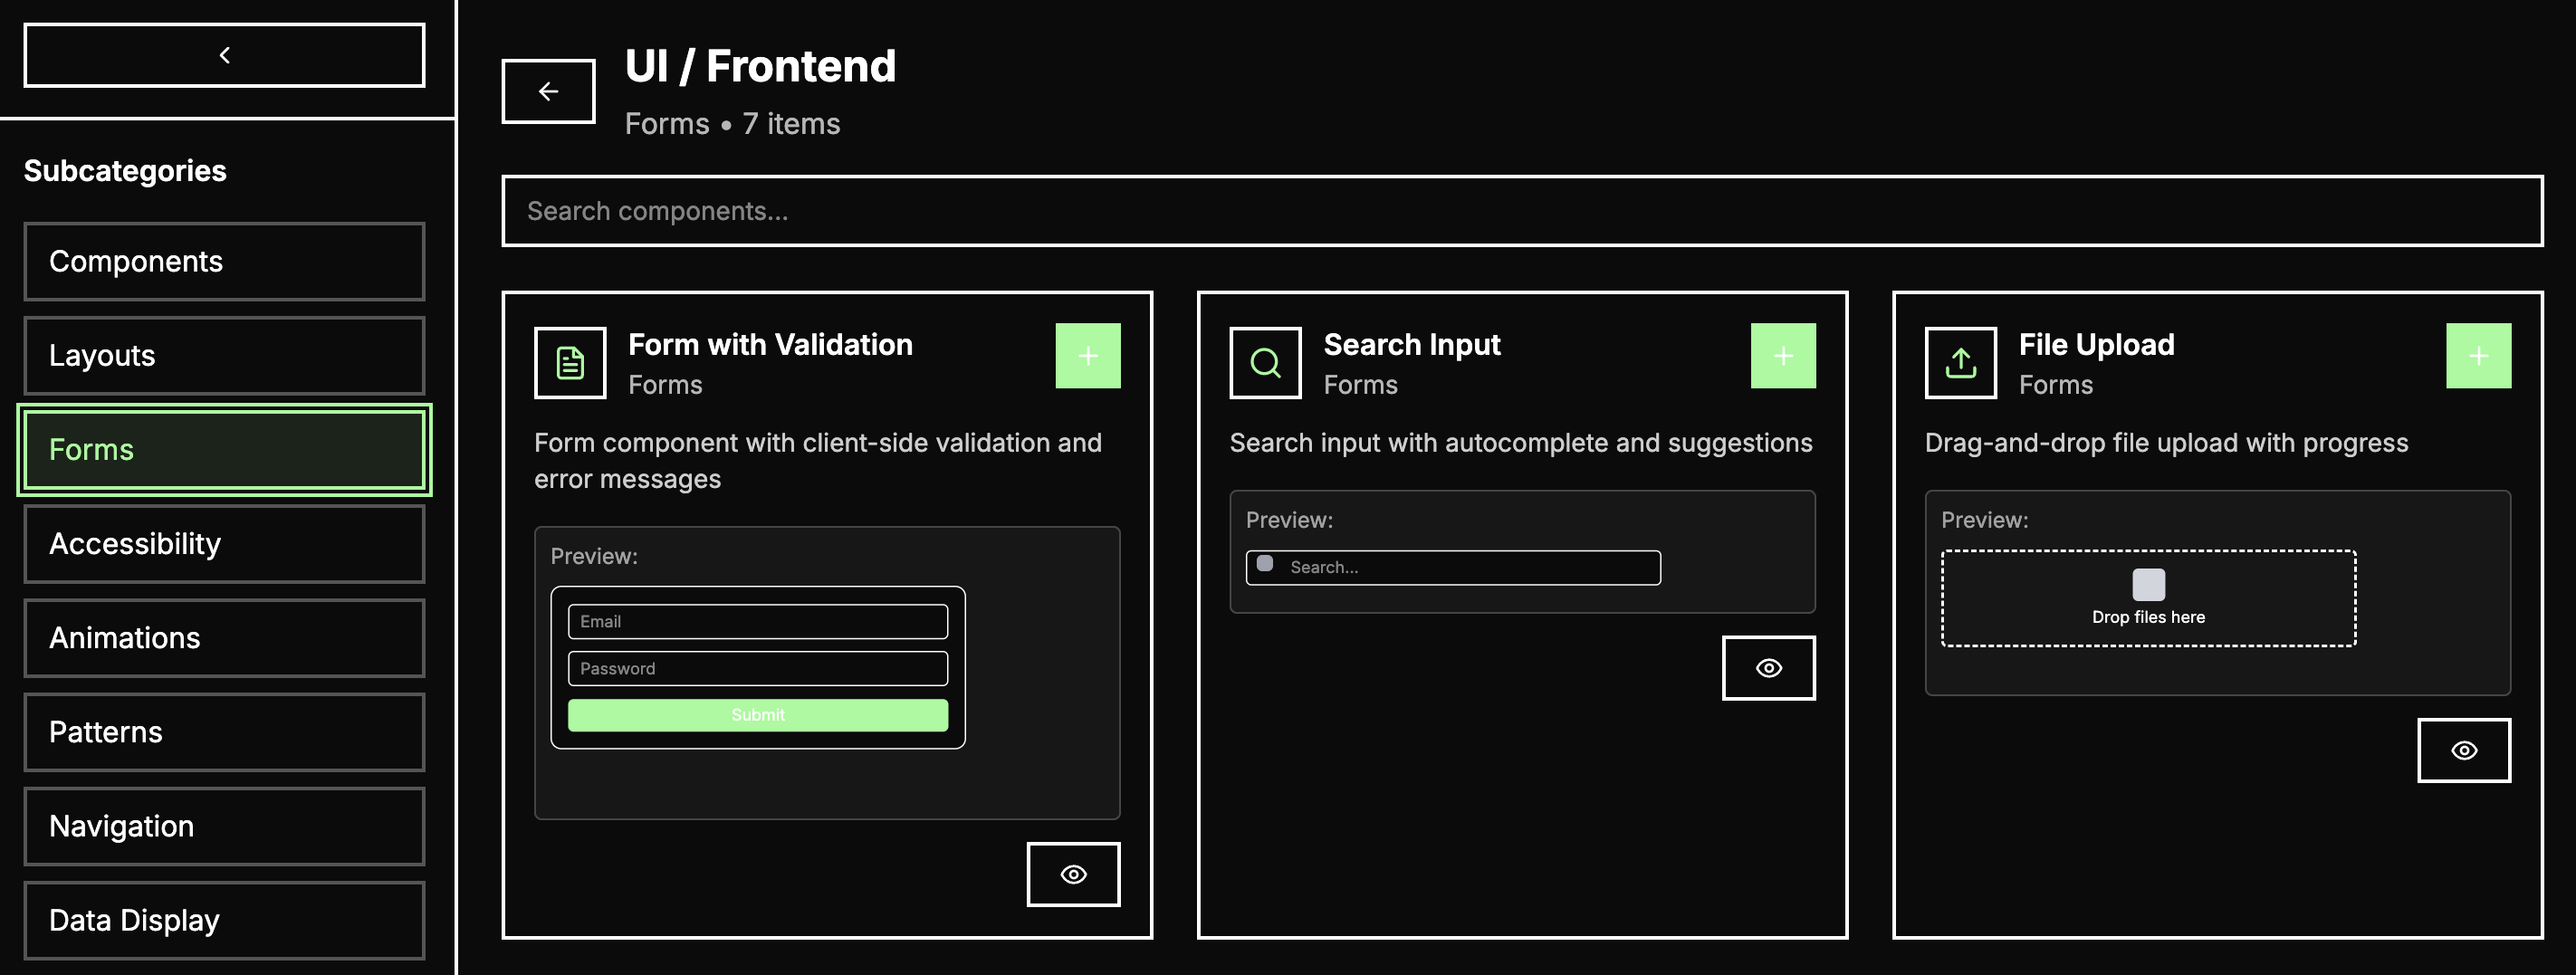 UI / Frontend
Forms • 7 items
Subcategories
Components
Layouts
Forms
Accessibility
Animations
Patterns
Navigation
Data Display
Search components...
Form with Validation
Forms
Form component with client-side validation and
error messages
Preview:
Email
Password
Submit
Search Input
Forms
Search input with autocomplete and suggestions
Preview:
Search...
File Upload
Forms
Drag-and-drop file upload with progress
Preview:
Drop files here